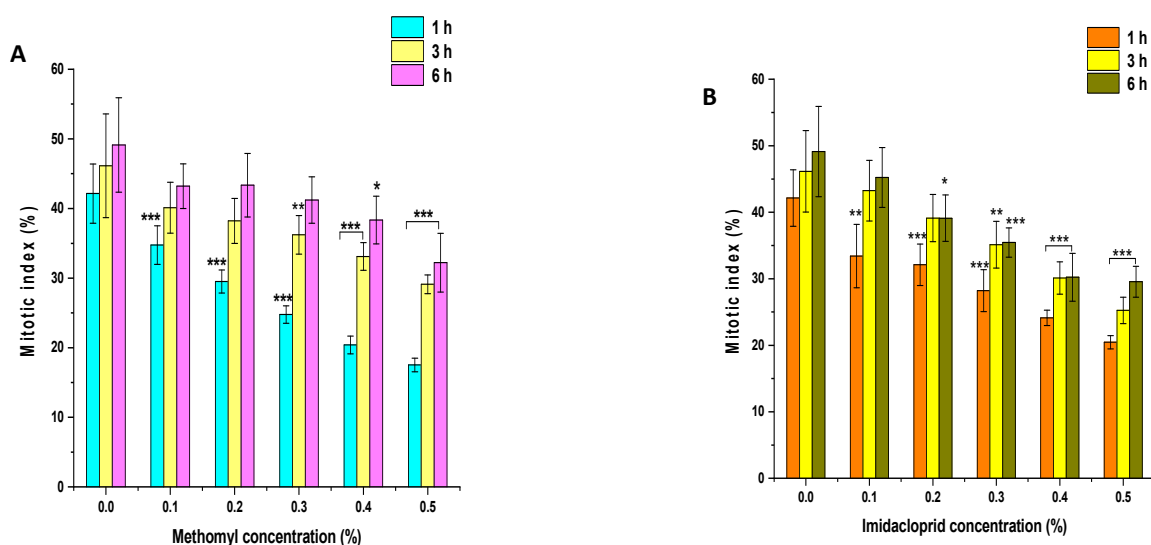 A
1 h
3 h
6 h
60
50
40
30
20
10
0
Mitotic index (%)
***
***
***
**
***
*
***
0.0 0.1 0.2 0.3 0.4 0.5
Methomyl concentration (%)
B
1 h
3 h
6 h
60
50
40
30
20
10
0
Mitotic index (%)
**
***
*
***
**
***
***
***
0.0 0.1 0.2 0.3 0.4 0.5
Imidacloprid concentration (%)